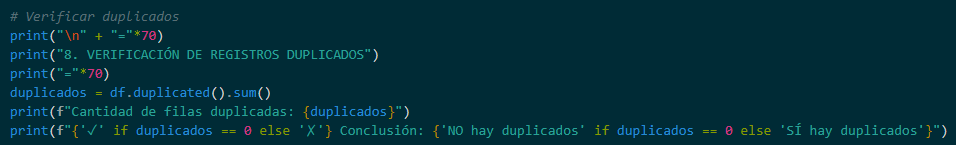 # Verificar duplicados
print("\n" + "="*70)
print("8. VERIFICACIÓN DE REGISTROS DUPLICADOS")
print("="*70)
duplicados = df.duplicated().sum()
print(f"Cantidad de filas duplicadas: {duplicados}")
print(f"{'✓' if duplicados == 0 else '✗'} Conclusión: {'NO hay duplicados' if duplicados == 0 else 'SÍ hay duplicados'}")